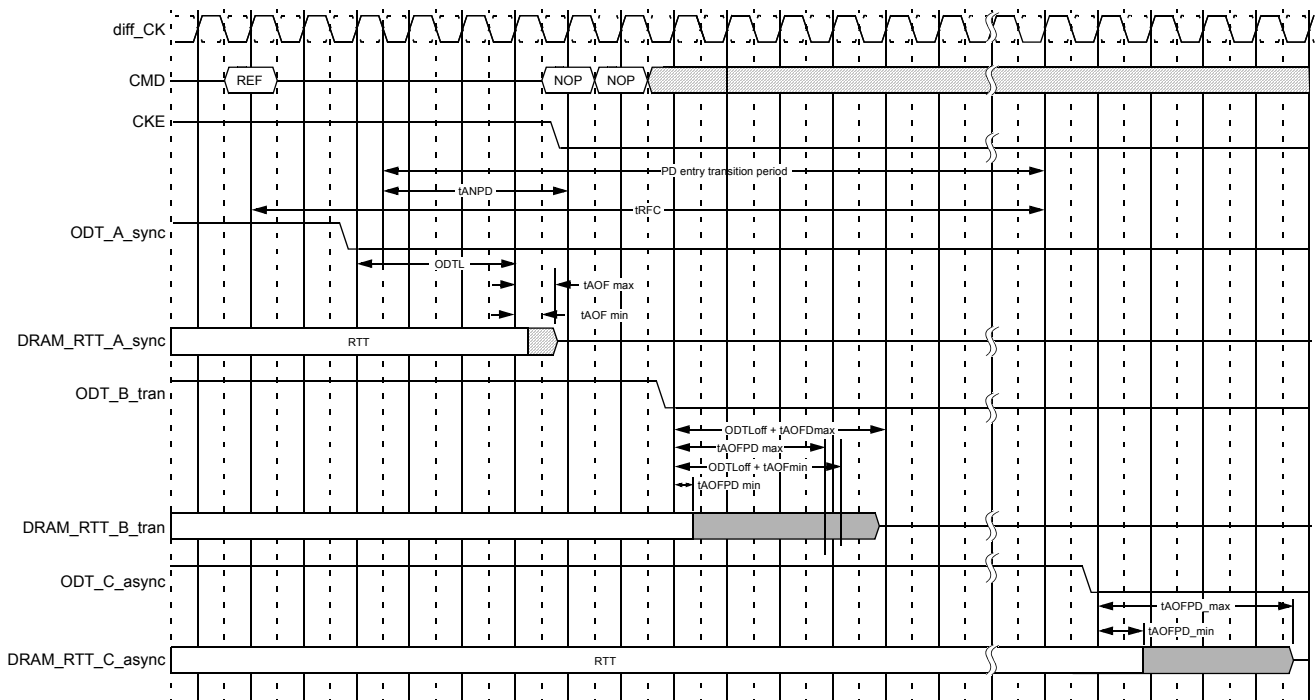 diff_CK
CMD REF NOP NOP
CKE
PD entry transition period
tANPD
tRFC
ODT_A_sync
ODTL
tAOF max
tAOF min
DRAM_RTT_A_sync RTT
ODT_B_tran
ODTLoff + tAOFDmax
tAOFPD max
ODTLoff + tAOFmin
tAOFPD min
DRAM_RTT_B_tran
ODT_C_async
tAOFPD_max
tAOFPD_min
DRAM_RTT_C_async RTT